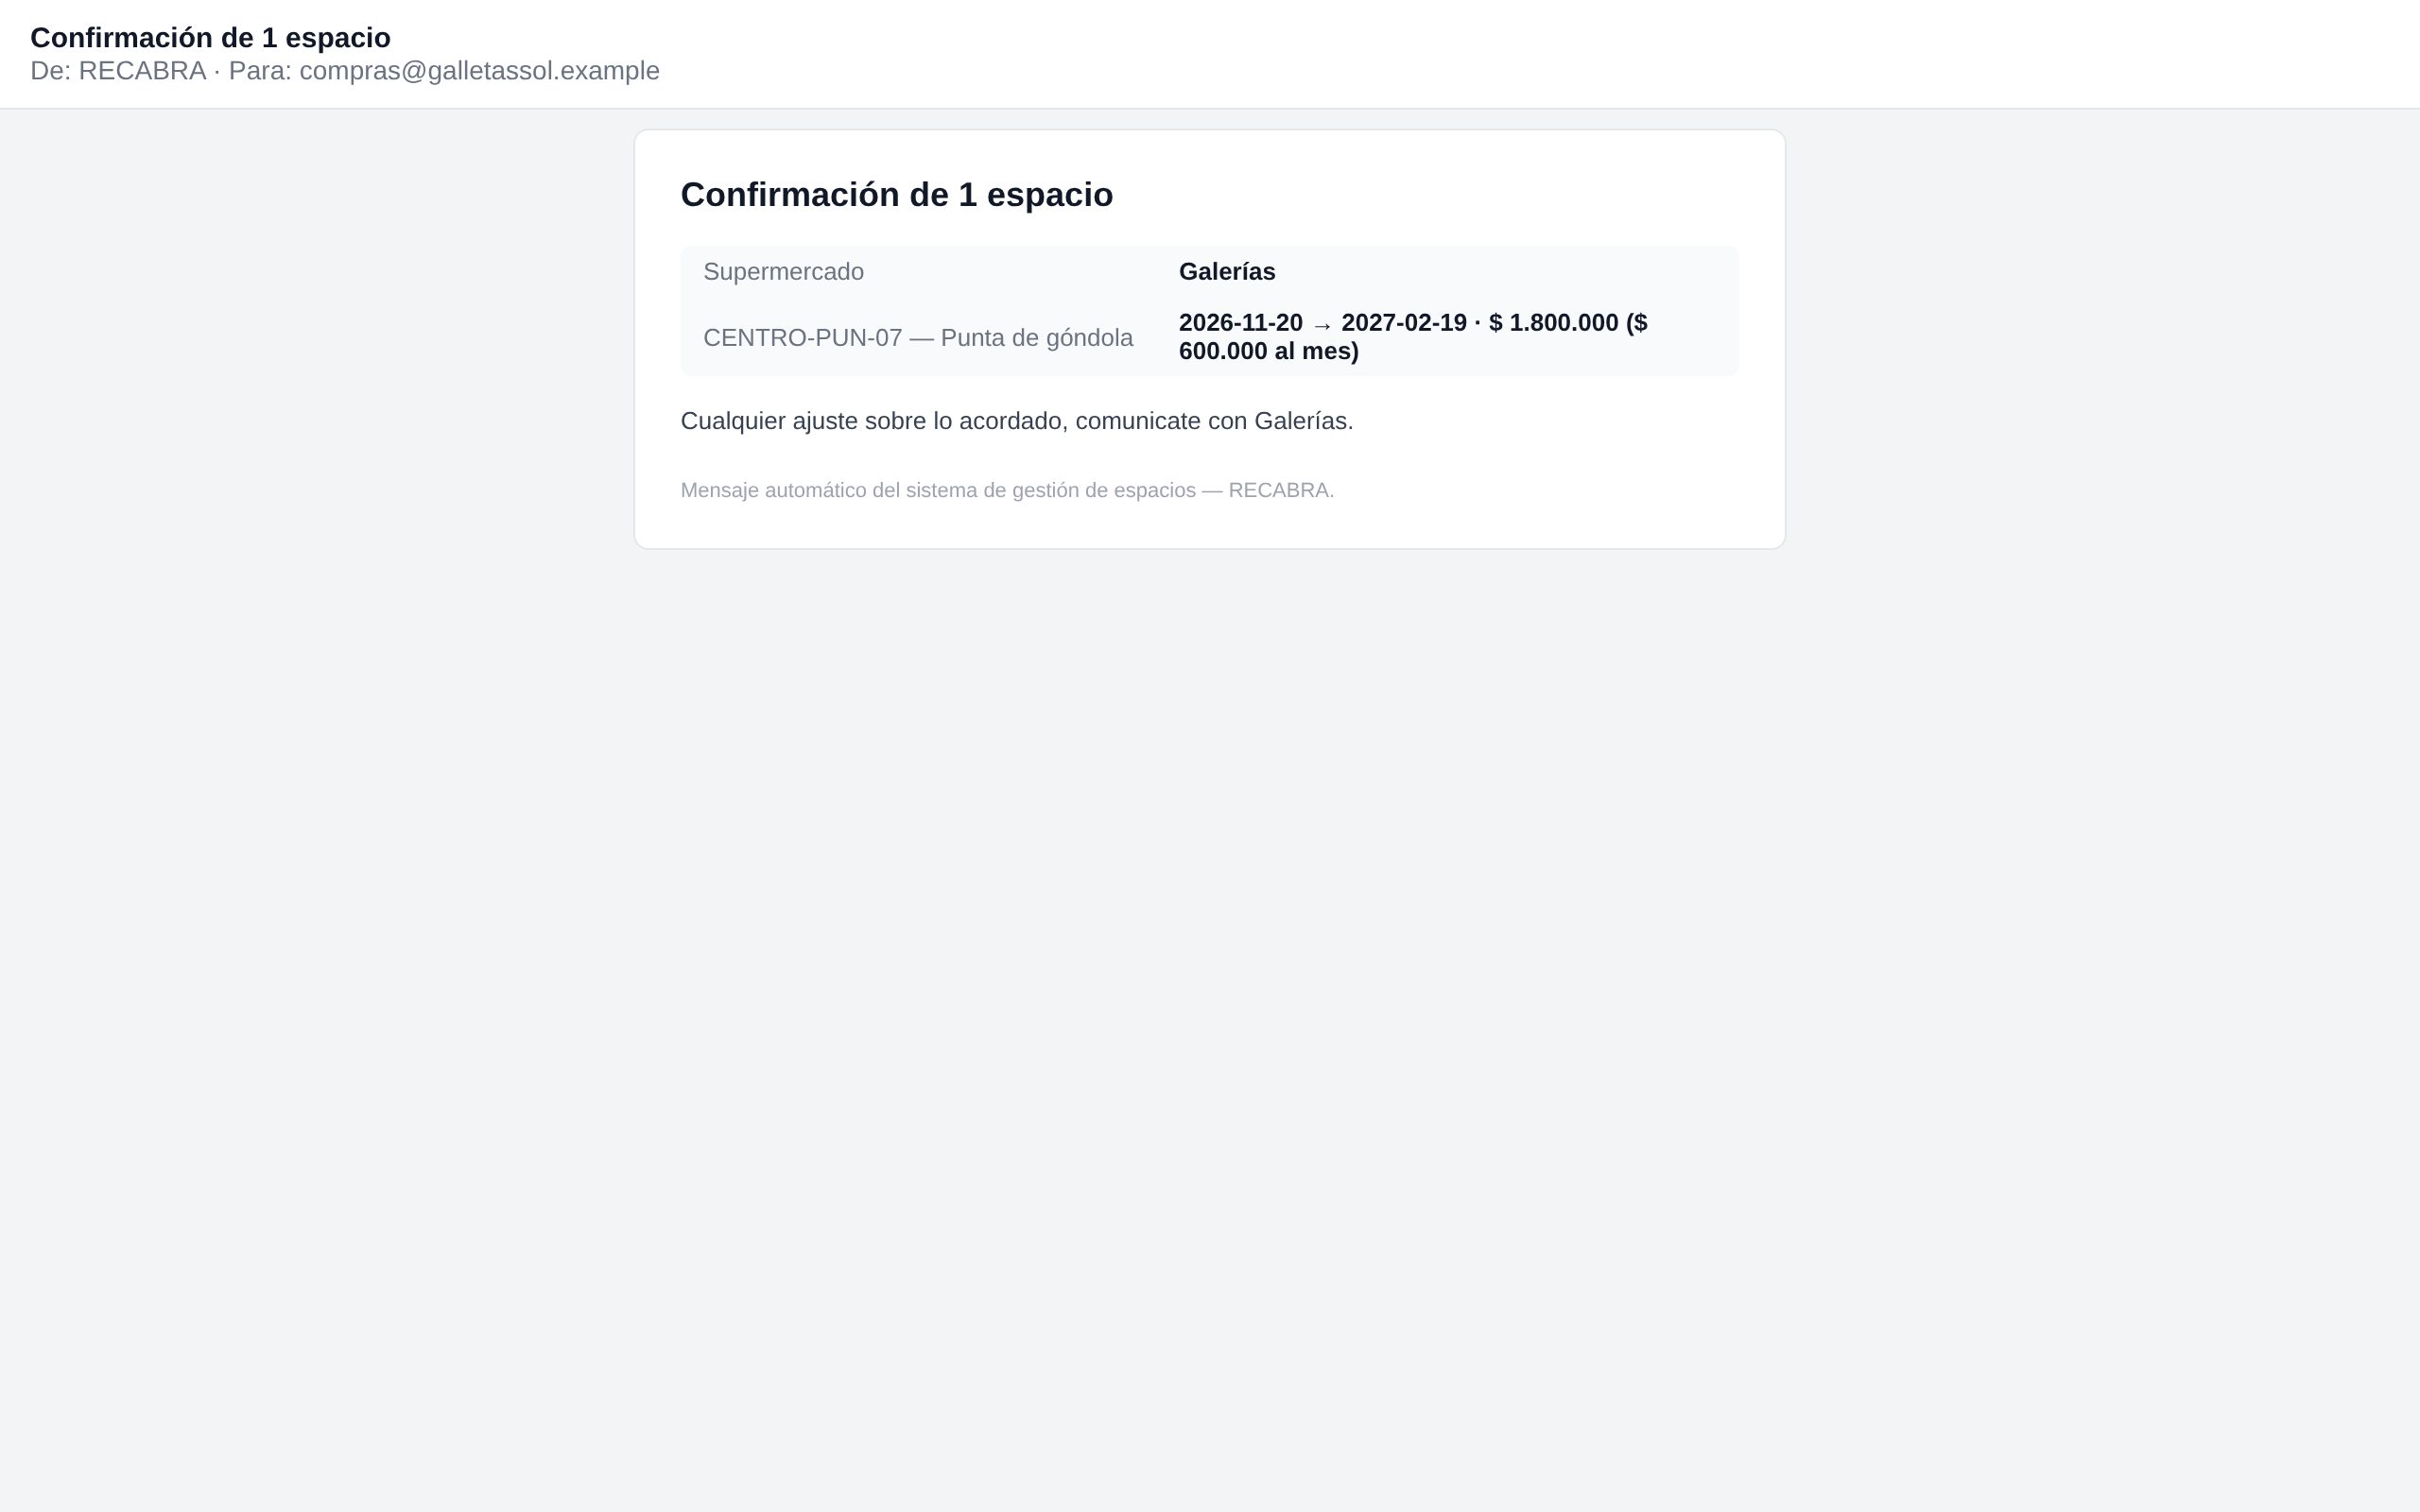 Confirmación de 1 espacio
De: RECABRA · Para: compras@galletassol.example
Confirmación de 1 espacio
Supermercado
Galerías
CENTRO-PUN-07 — Punta de góndola
2026-11-20 → 2027-02-19 · $ 1.800.000 ($
600.000 al mes)
Cualquier ajuste sobre lo acordado, comunicate con Galerías.
Mensaje automático del sistema de gestión de espacios — RECABRA.